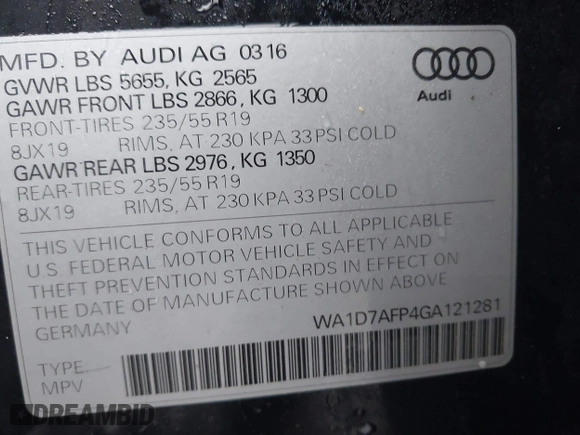 MFD. BY AUDI AG 03 16
GVWR LBS 5655, KG 2565
GAWR FRONT LBS 2866, KG 1300
FRONT-TIRES 235/55 R19
8JX19 RIMS, AT 230 KPA 33 PSI COLD
GAWR REAR LBS 2976, KG 1350
REAR-TIRES 235/55 R19
8JX19 RIMS, AT 230 KPA 33 PSI COLD
Audi
THIS VEHICLE CONFORMS TO ALL APPLICABLE
U.S. FEDERAL MOTOR VEHICLE SAFETY AND
THEFT PREVENTION STANDARDS IN EFFECT ON
THE DATE OF MANUFACTURE SHOWN ABOVE
GERMANY WA1D7AFP4GA121281
TYPE
MPV
DREAMBID